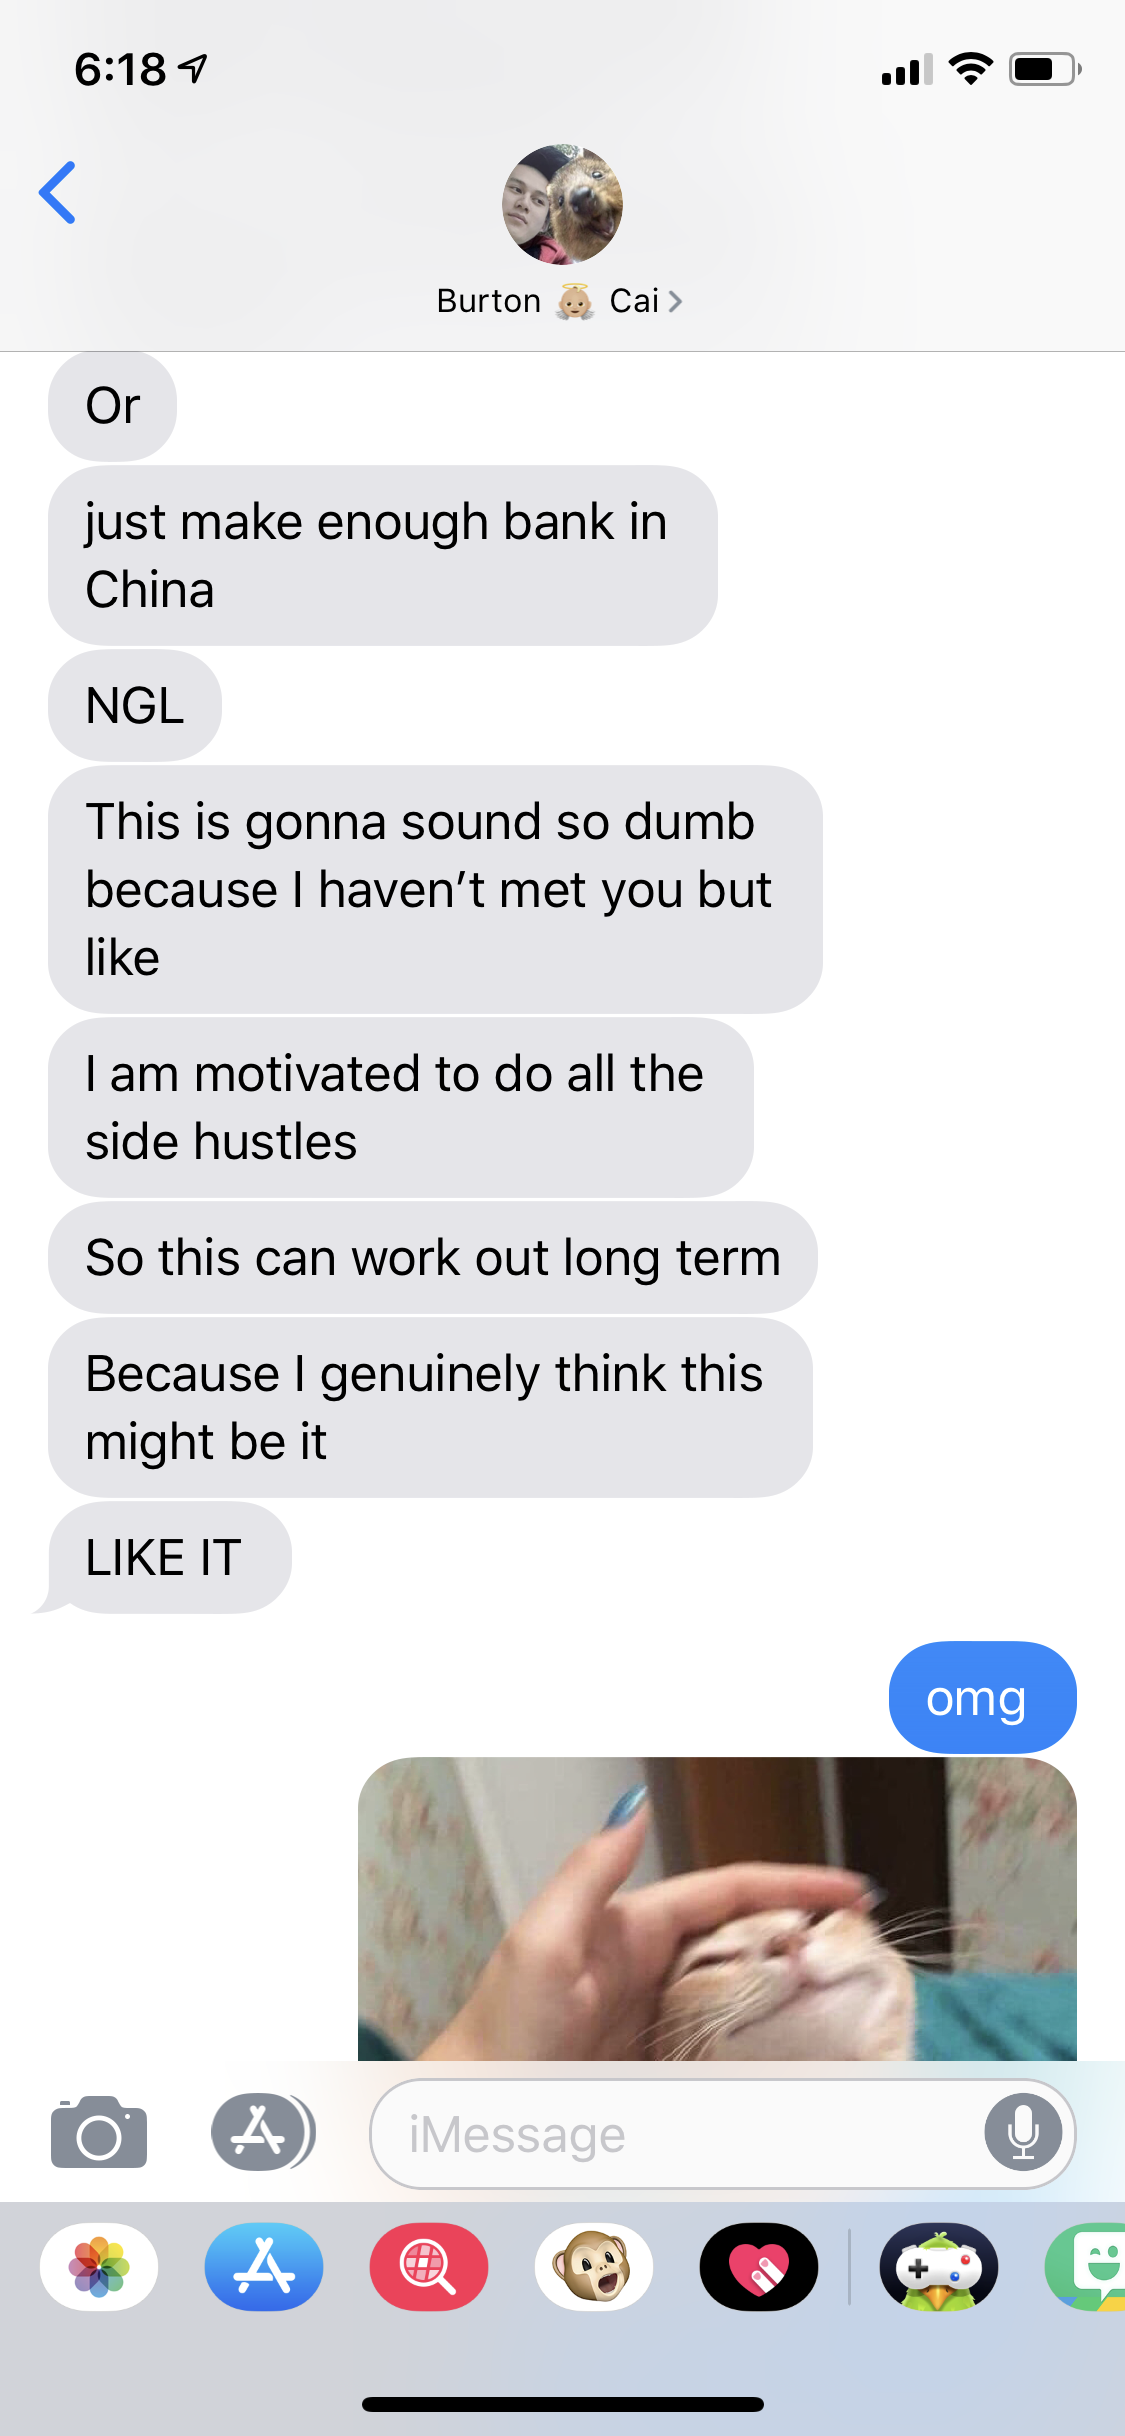 6:18
Burton 👼🏼 Cai
Or
just make enough bank in
China
NGL
This is gonna sound so dumb
because I haven’t met you but
like
I am motivated to do all the
side hustles
So this can work out long term
Because I genuinely think this
might be it
LIKE IT
omg
iMessage